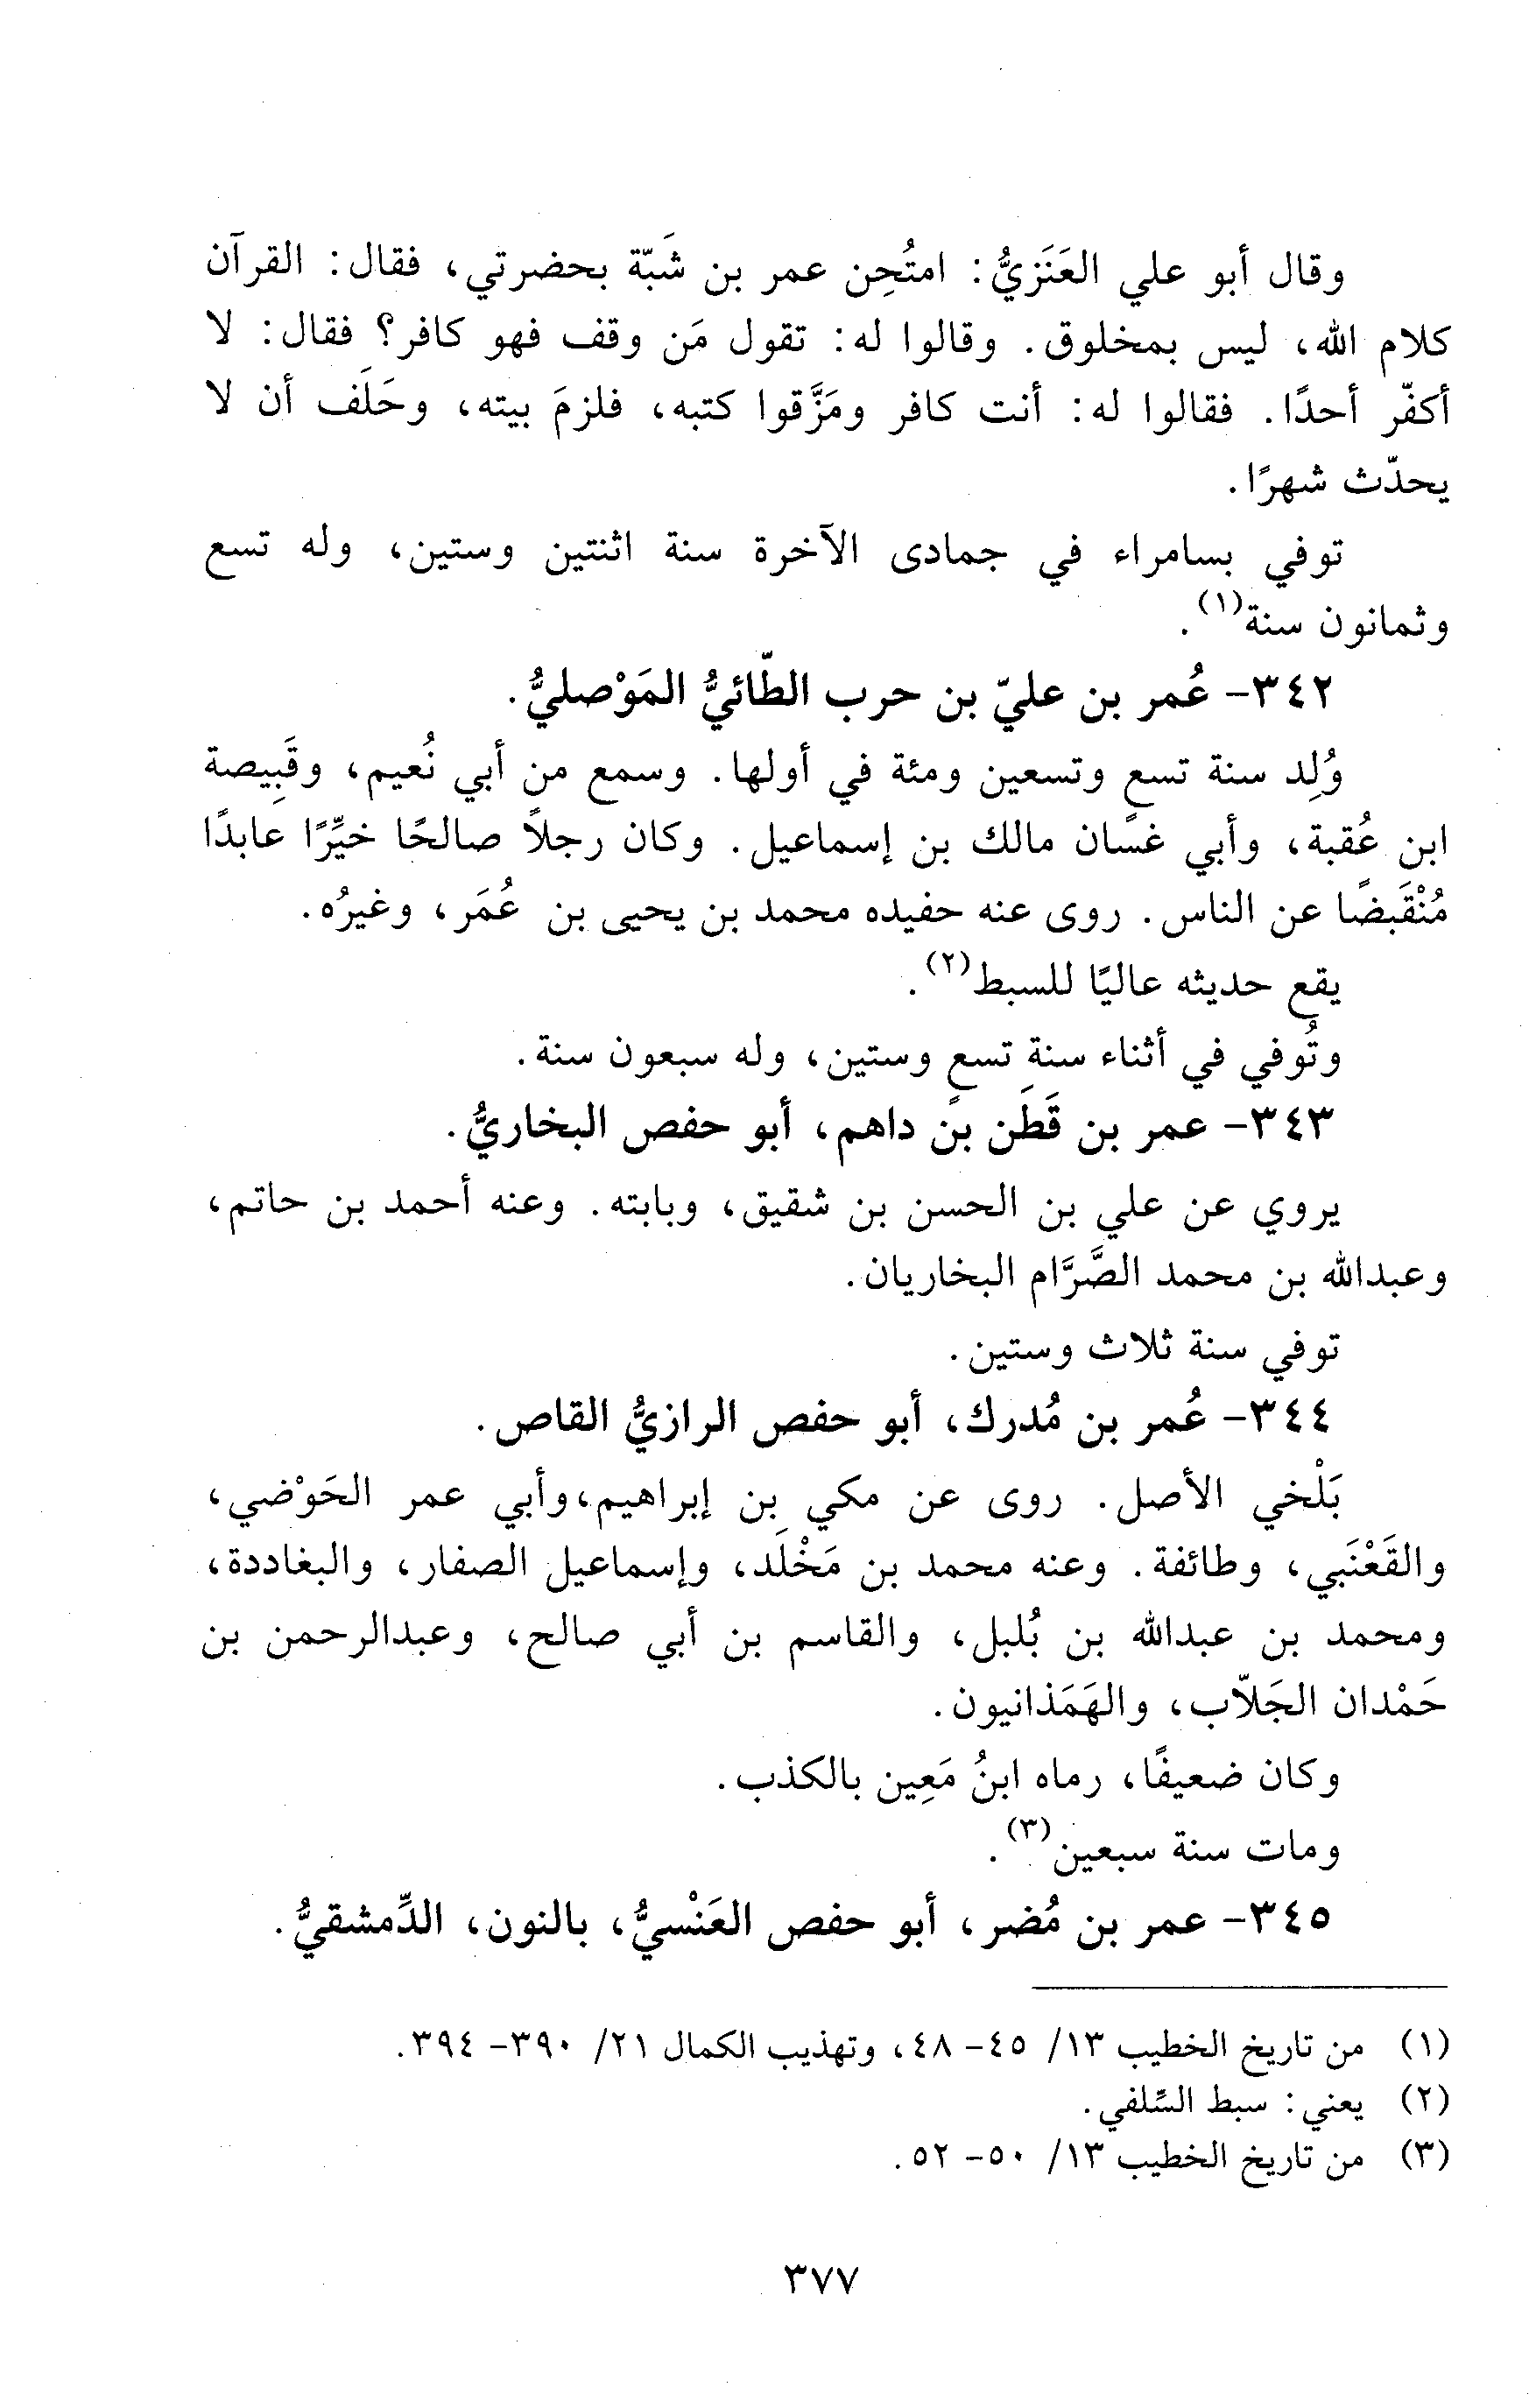 وقال أبو علي العَنَزيُّ: امتُحِن عمر بن شَبّة بحضرتي، فقال: القرآن
كلام الله، ليس بمخلوق. وقالوا له: تقول مَن وقف فهو كافر؟ فقال: لا
أكفّر أحدًا. فقالوا له: أنت كافر ومَزَّقوا كتبه، فلزمَ بيته، وحَلَف أن لا
يحدّث شهرًا.
توفي بسامراء في جمادى الآخرة سنة اثنتين وستين، وله تسع
وثمانون سنة(١).
٣٤٢- عُمر بن عليّ بن حرب الطّائيُّ المَوْصليُّ.
وُلِد سنة تسعٍ وتسعين ومئة في أولها. وسمع من أبي نُعيم، وقَبِيصة
ابن عُقبة، وأبي غسّان مالك بن إسماعيل. وكان رجلاً صالحًا خيِّرًا عابدًا
مُنْقَبضًا عن الناس. روى عنه حفيده محمد بن يحيى بن عُمَر، وغيرُه.
يقع حديثه عاليًا للسبط(٢).
وتُوفي في أثناء سنةِ تسعٍ وستين، وله سبعون سنة.
٣٤٣- عمر بن قَطَن بن داهم، أبو حفص البخاريُّ.
يروي عن علي بن الحسن بن شقيق، وبابته. وعنه أحمد بن حاتم،
وعبدالله بن محمد الصَّرَّام البخاريان.
توفي سنة ثلاث وستين.
٣٤٤- عُمر بن مُدرك، أبو حفص الرازيُّ القاص.
بَلْخي الأصل. روى عن مكي بن إبراهيم،وأبي عمر الحَوْضي،
والقَعْنَبي، وطائفة. وعنه محمد بن مَخْلَد، وإسماعيل الصفار، والبغاددة،
ومحمد بن عبدالله بن بُلبل، والقاسم بن أبي صالح، وعبدالرحمن بن
حَمْدان الجَلّاب، والهَمَذانيون.
وكان ضعيفًا، رماه ابنُ مَعِين بالكذب.
ومات سنة سبعين(٣).
٣٤٥- عمر بن مُضر، أبو حفص العَنْسيُّ، بالنون، الدِّمشقيُّ.
(١) من تاريخ الخطيب ١٣/ ٤٥- ٤٨، وتهذيب الكمال ٢١/ ٣٩٠- ٣٩٤.
(٢) يعني: سبط السِّلفي.
(٣) من تاريخ الخطيب ١٣/ ٥٠- ٥٢.
٣٧٧